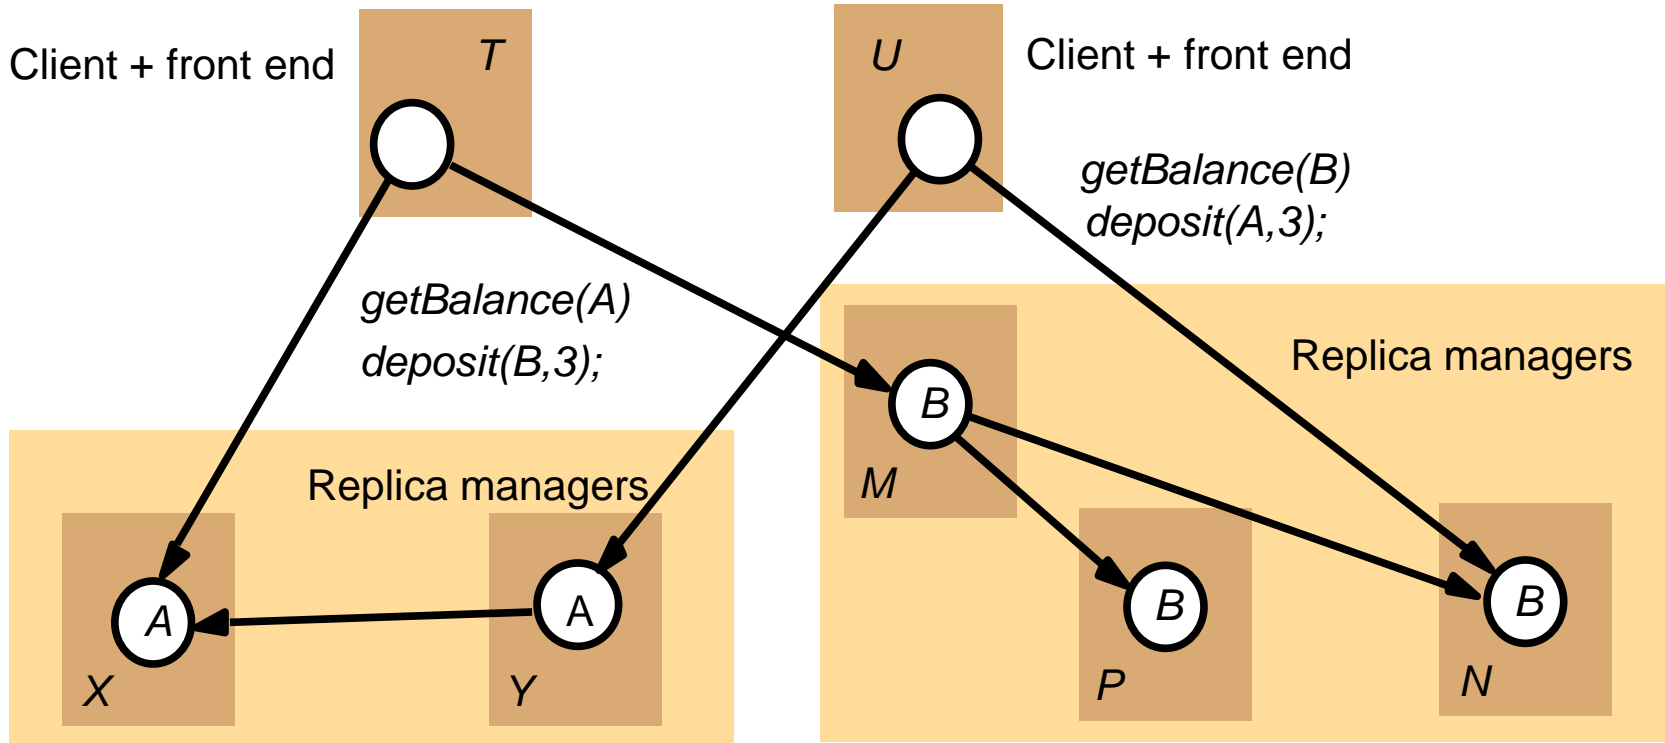 Client + front end
T
U
Client + front end
getBalance(B)
deposit(A,3);
getBalance(A)
deposit(B,3);
Replica managers
B
M
Replica managers
A
X
A
Y
B
P
B
N